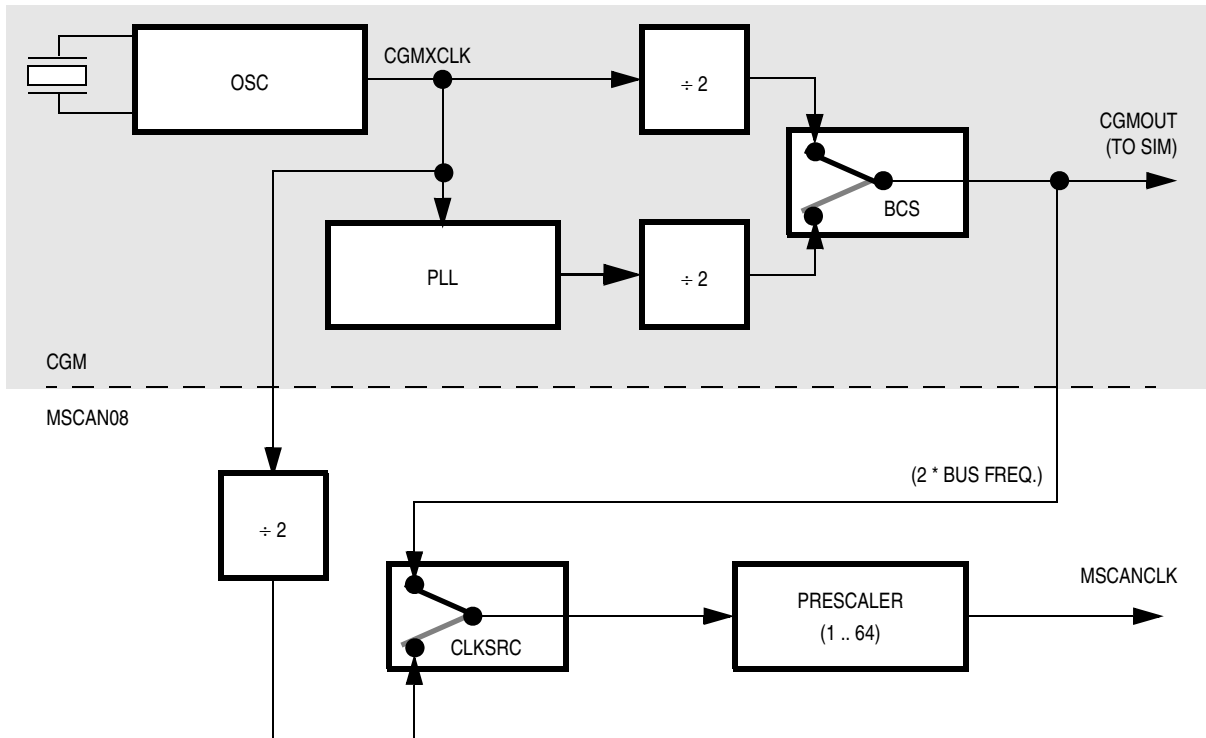 CGMXCLK
OSC
÷ 2
CGMOUT
(TO SIM)
BCS
PLL
÷ 2
CGM
MSCAN08
(2 * BUS FREQ.)
÷ 2
MSCANCLK
PRESCALER
(1 .. 64)
CLKSRC